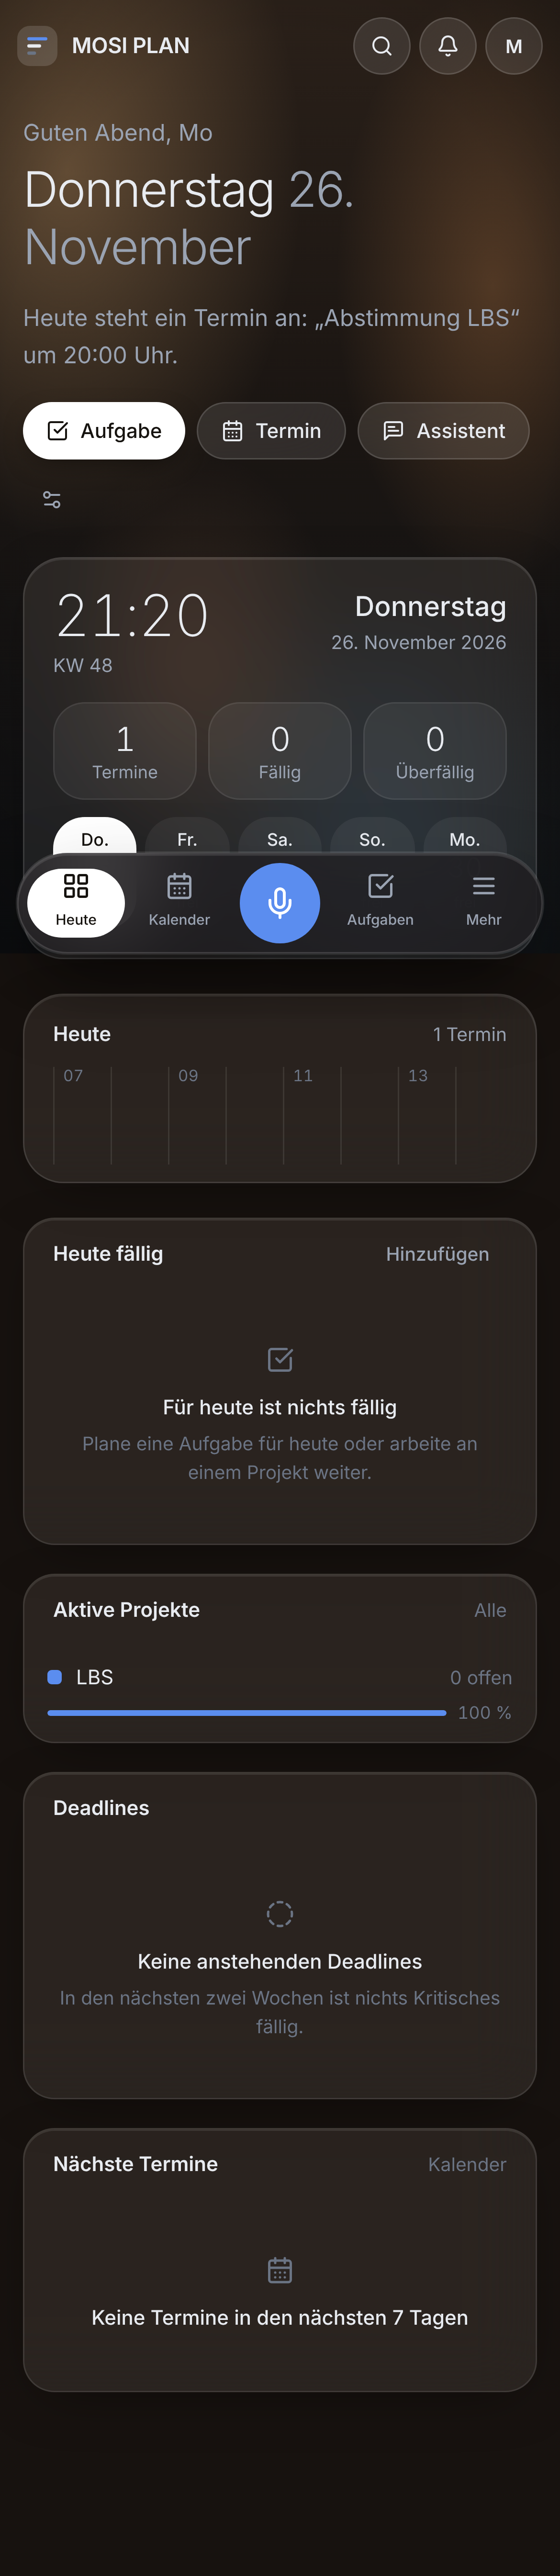 MOSI PLAN
M
Guten Abend, Mo
Donnerstag 26.
November
Heute steht ein Termin an: „Abstimmung LBS“
um 20:00 Uhr.
Aufgabe
Termin
Assistent
21:20
Donnerstag
26. November 2026
KW 48
1
0
0
Termine
Fällig
Überfällig
Do.
Fr.
Sa.
So.
Mo.
Heute
Kalender
Aufgaben
Mehr
Heute
1 Termin
07
09
11
13
Heute fällig
Hinzufügen
Für heute ist nichts fällig
Plane eine Aufgabe für heute oder arbeite an
einem Projekt weiter.
Aktive Projekte
Alle
LBS
0 offen
100 %
Deadlines
Keine anstehenden Deadlines
In den nächsten zwei Wochen ist nichts Kritisches
fällig.
Nächste Termine
Kalender
Keine Termine in den nächsten 7 Tagen